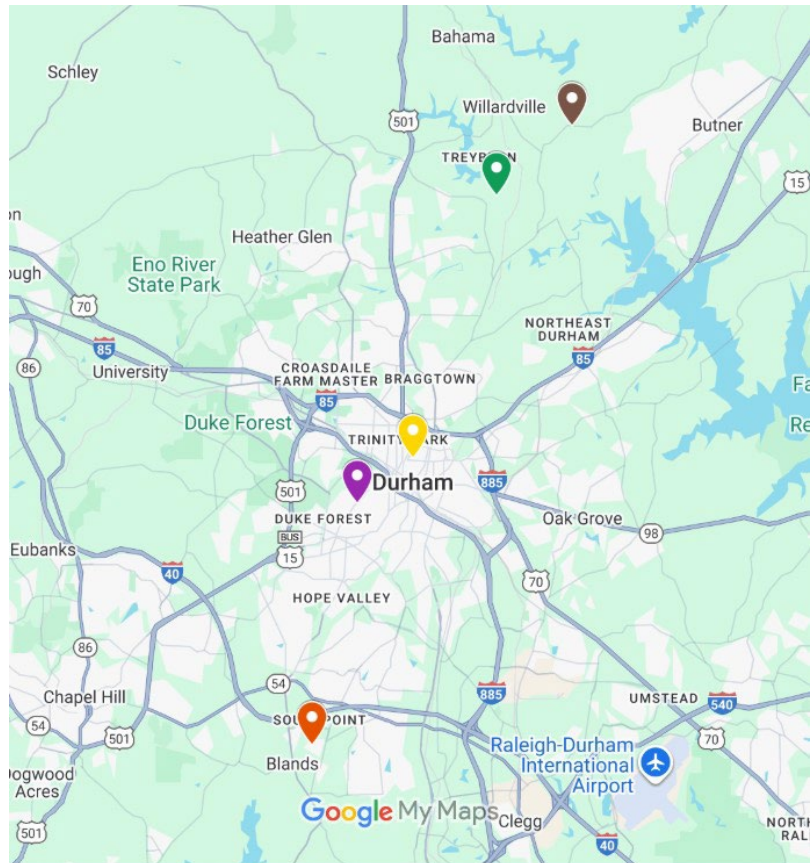 Bahama
Schley
Willardville
501
Butner
TREYBURN
15
Heather Glen
Eno River
State Park
ough
70
NORTHEAST
DURHAM
85
85
86
University
CROASDAILE
FARM MASTER
BRAGGTOWN
85
Fa
Duke Forest
Re
TRINITY PARK
Durham
885
501
DUKE FOREST
Oak Grove
98
BUS
Eubanks
15
40
70
HOPE VALLEY
86
54
885
UMSTEAD
Chapel Hill
540
54
501
SOUTHPOINT
70
Raleigh-Durham
International
Airport
Blands
Dogwood
Acres
Google My Maps
NORTH
RAL
501
Clegg
40